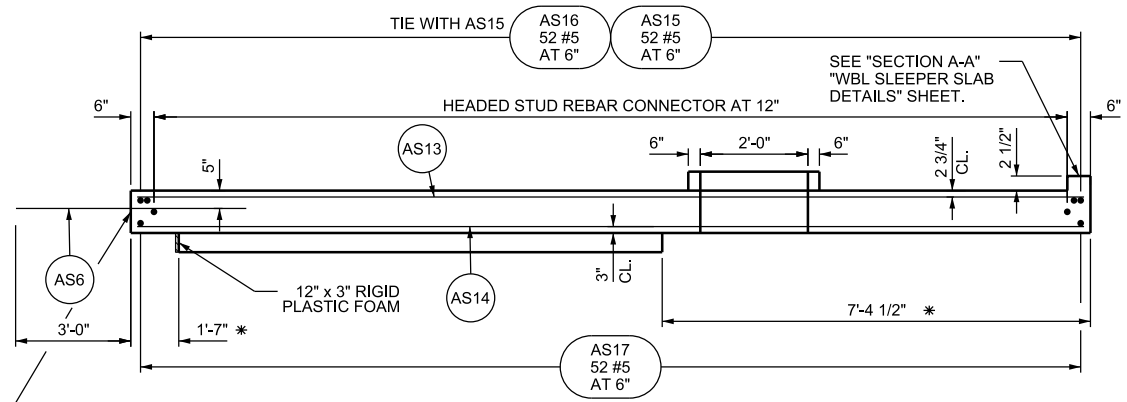 TIE WITH AS15
AS16
52 #5
AT 6"
AS15
52 #5
AT 6"
SEE "SECTION A-A"
"WBL SLEEPER SLAB
DETAILS" SHEET.
6"
HEADED STUD REBAR CONNECTOR AT 12"
6"
AS13
5"
6"
2'-0"
6"
2 3/4"
CL.
2 1/2"
AS6
3'-0"
12" x 3" RIGID
PLASTIC FOAM
1'-7" *
AS14
3"
CL.
7'-4 1/2" *
AS17
52 #5
AT 6"